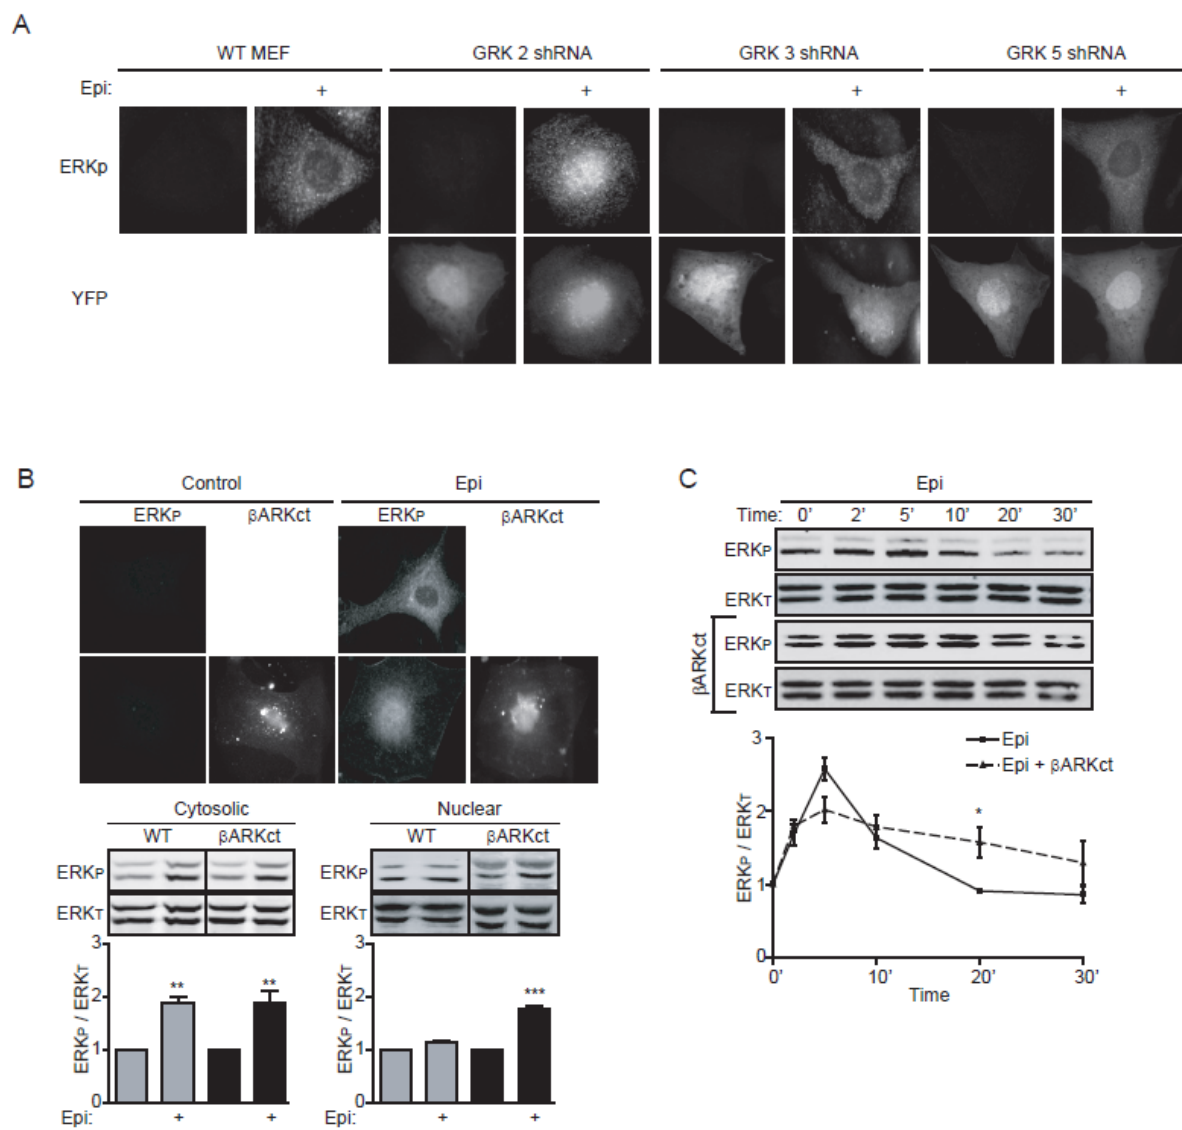 A
WT MEF GRK 2 shRNA GRK 3 shRNA GRK 5 shRNA
Epi: + + + +
ERKp
YFP
B
Control Epi
ERKP βARKct ERKP βARKct
Cytosolic Nuclear
WT βARKct WT βARKct
ERKP ERKP
ERKT ERKT
3 3
** ** ***
2 2
1 1
0 0
ERKP / ERKT ERKP / ERKT
Epi: + + Epi: + +
C
Epi
Time: 0' 2' 5' 10' 20' 30'
ERKP
ERKT
βARKct
ERKP
ERKT
3
Epi
Epi + βARKct
2
*
1
0
ERKP / ERKT
0' 10' 20' 30'
Time